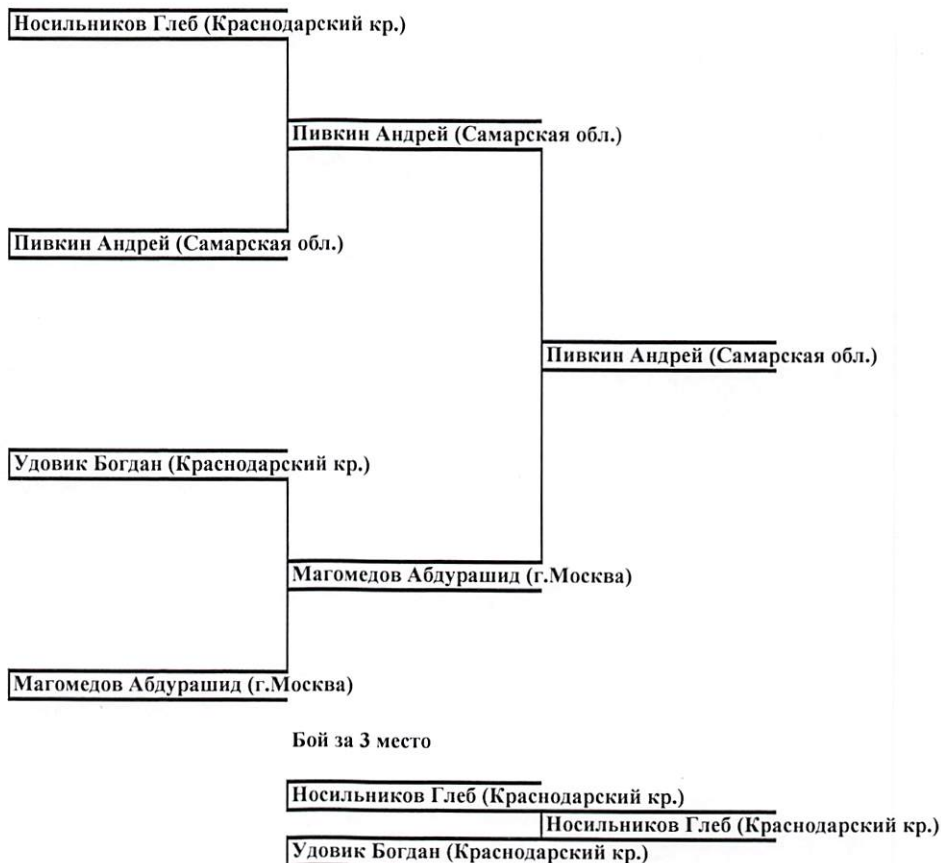 Носильников Глеб (Краснодарский кр.)
Пивкин Андрей (Самарская обл.)
Пивкин Андрей (Самарская обл.)
Пивкин Андрей (Самарская обл.)
Удовик Богдан (Краснодарский кр.)
Магомедов Абдурашид (г.Москва)
Магомедов Абдурашид (г.Москва)
Бой за 3 место
Носильников Глеб (Краснодарский кр.)
Носильников Глеб (Краснодарский кр.)
Удовик Богдан (Краснодарский кр.)